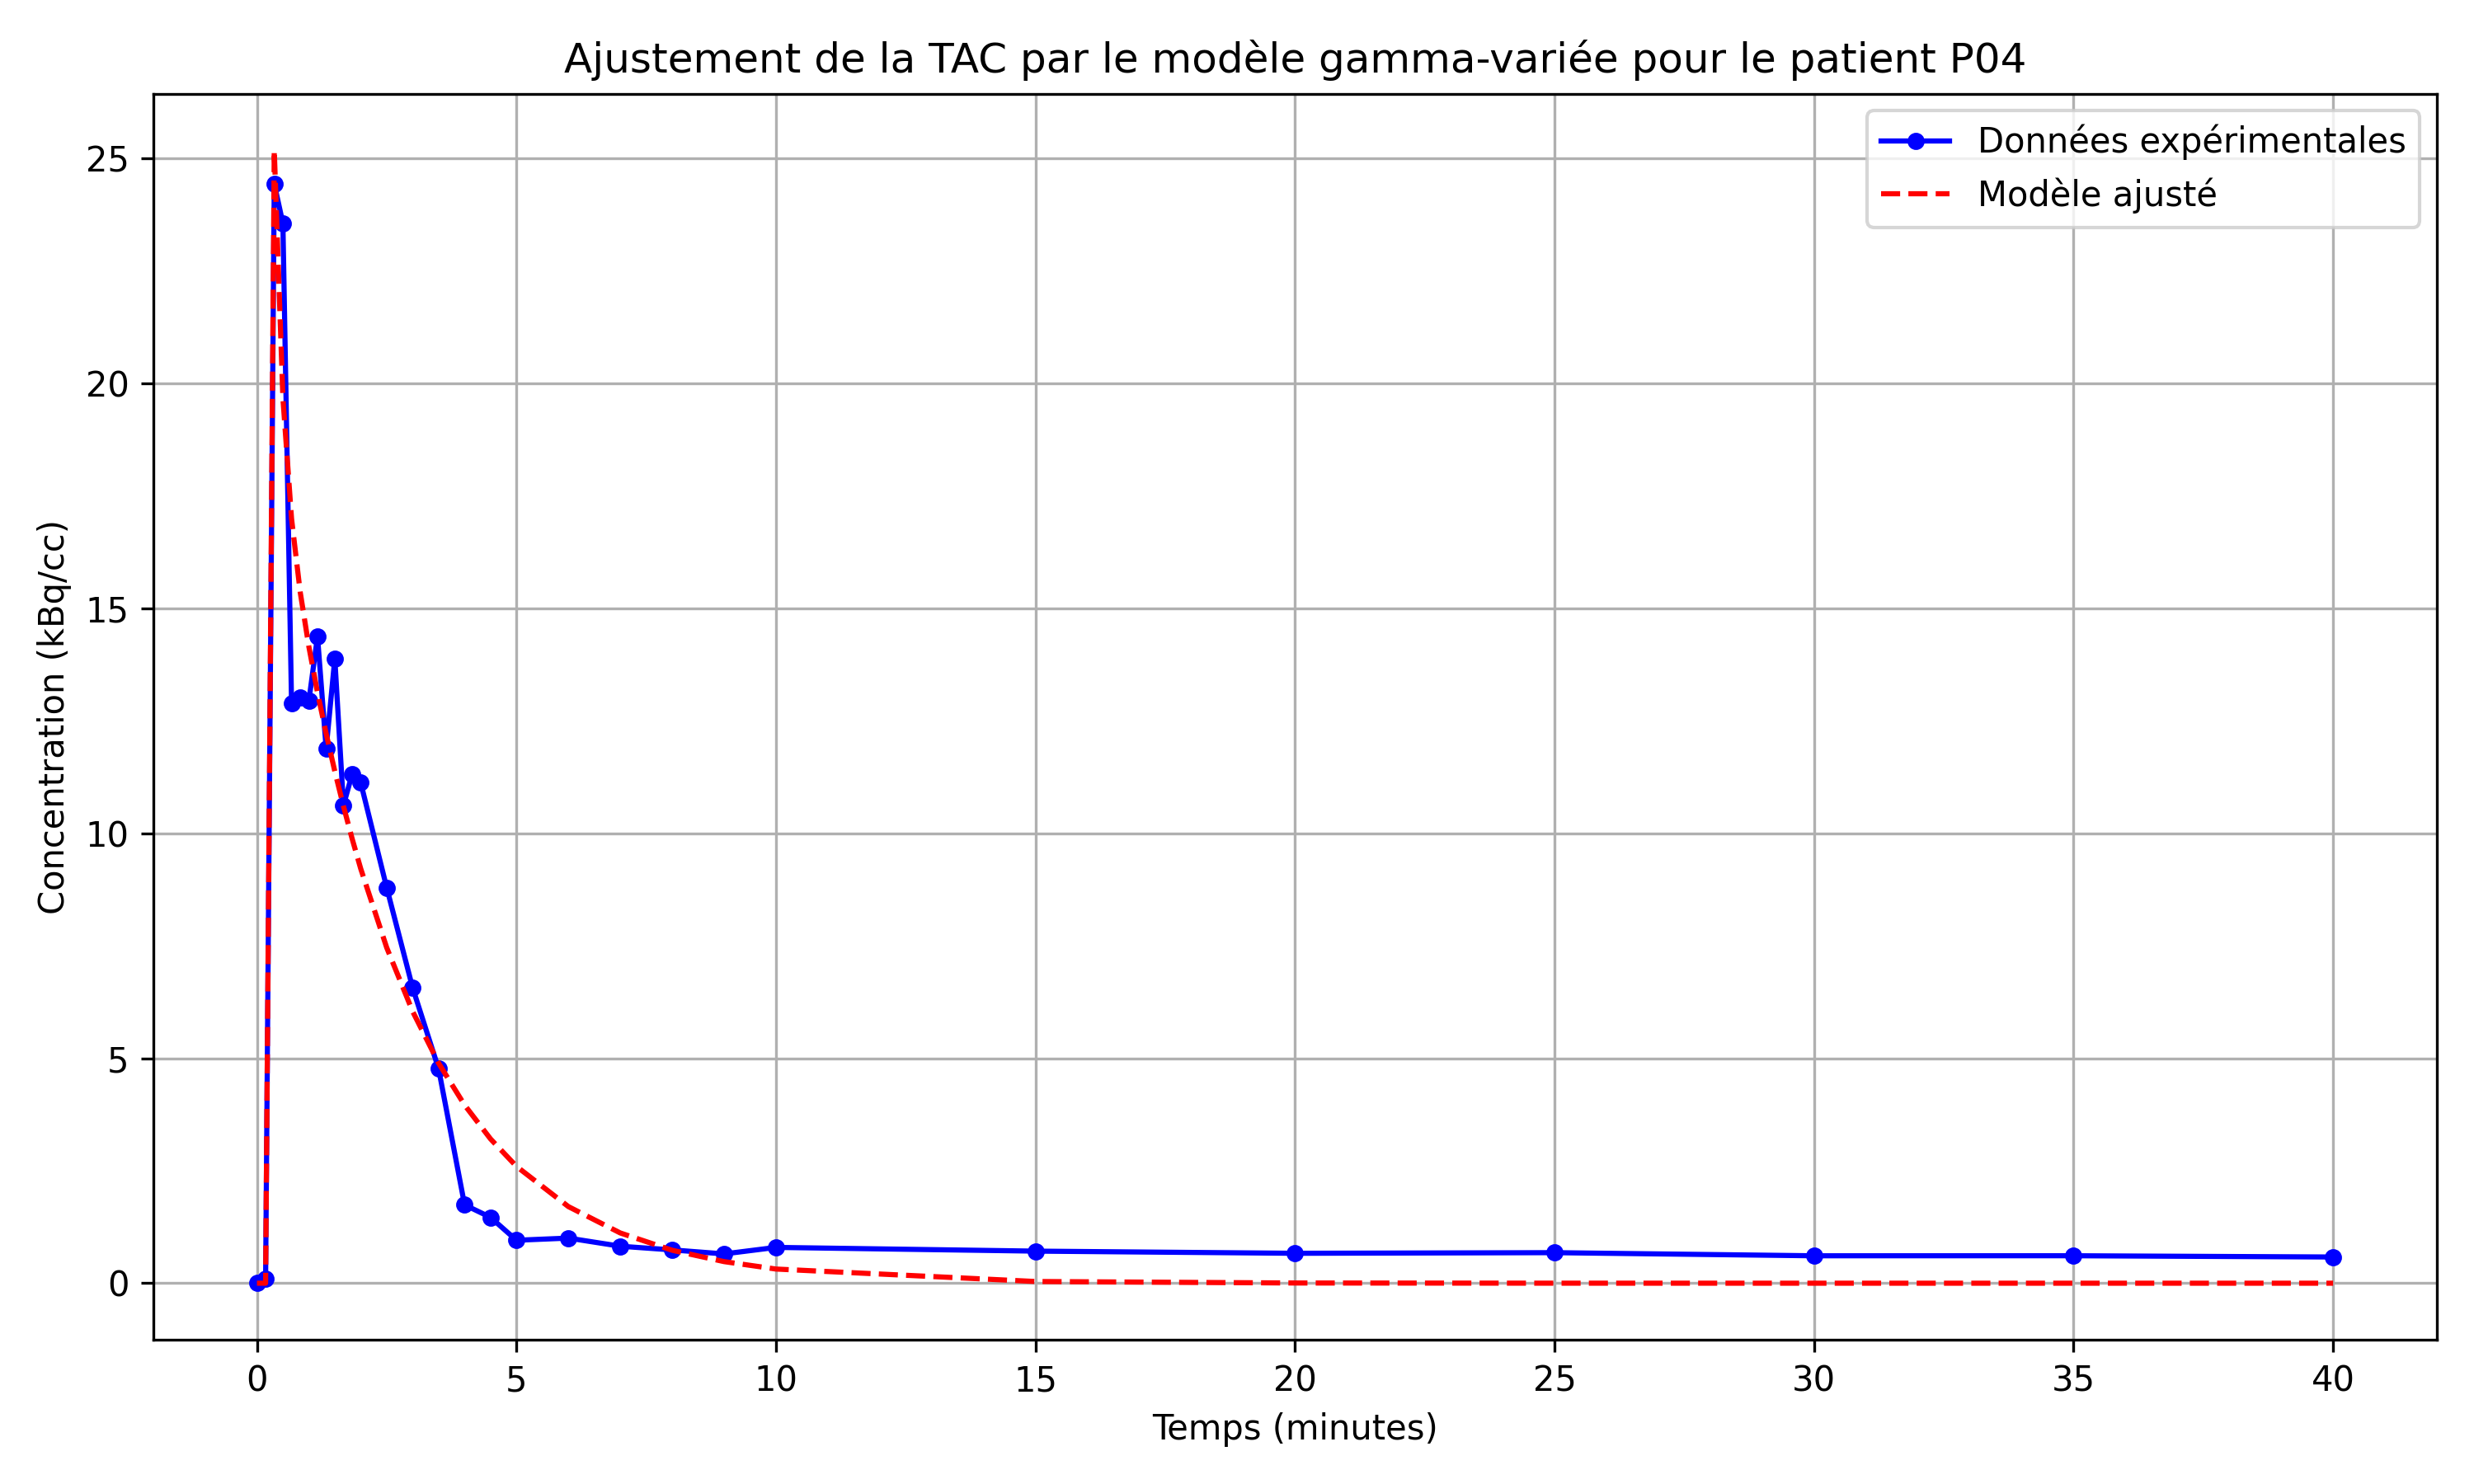 Ajustement de la TAC par le modèle gamma-variée pour le patient P04
Données expérimentales
Modèle ajusté
Concentration (kBq/cc)
25
20
15
10
5
0
0 5 10 15 20 25 30 35 40
Temps (minutes)